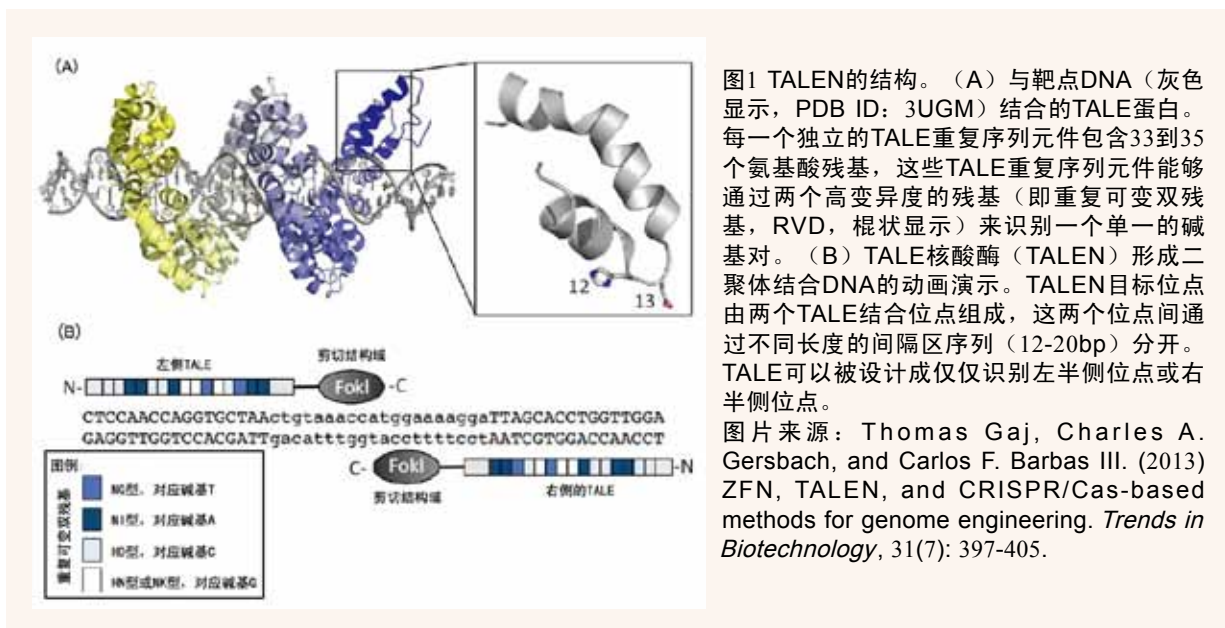 (A)
12
13
(B)
左侧TALE
剪切结构域
N-
FokI
-C
CTCCAACCAGGTGCTAActgtaaaccatggaaaaggaTTAGCACCTGGTTGGA
GAGGTTGGTCCACGATTgacatttggtaccttttcctAATCGTGGACCAACCT
C-
FokI
-N
剪切结构域
右侧的TALE
图例
重复可变双残基
NG型，对应碱基T
NI型，对应碱基A
HD型，对应碱基C
HN型或NK型，对应碱基G
图1 TALEN的结构。（A）与靶点DNA（灰色
显示，PDB ID：3UGM）结合的TALE蛋白。
每一个独立的TALE重复序列元件包含33到35
个氨基酸残基，这些TALE重复序列元件能够
通过两个高变异度的残基（即重复可变双残
基，RVD，棍状显示）来识别一个单一的碱
基对。（B）TALE核酸酶（TALEN）形成二
聚体结合DNA的动画演示。TALEN目标位点
由两个TALE结合位点组成，这两个位点间通
过不同长度的间隔区序列（12-20bp）分开。
TALE可以被设计成仅仅识别左半侧位点或右
半侧位点。
图片来源：Thomas Gaj, Charles A.
Gersbach, and Carlos F. Barbas III. (2013)
ZFN, TALEN, and CRISPR/Cas-based
methods for genome engineering. Trends in
Biotechnology, 31(7): 397-405.